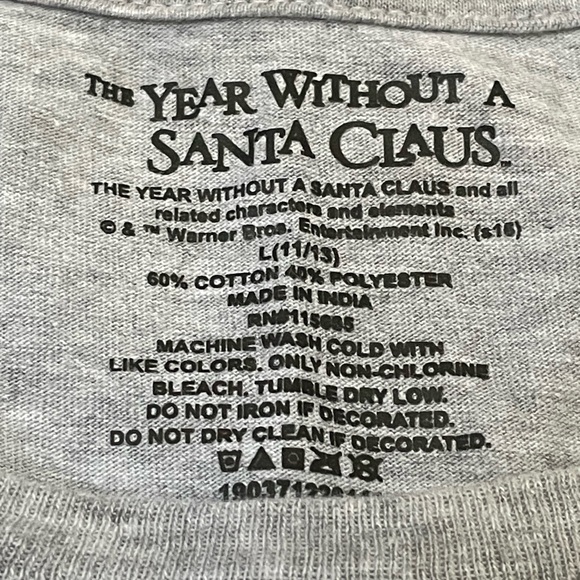 THE YEAR WITHOUT A
SANTA CLAUS™
THE YEAR WITHOUT A SANTA CLAUS and all
related characters and elements
© & ™ Warner Bros. Entertainment Inc. (s16)
L(11/13)
60% COTTON 40% POLYESTER
MADE IN INDIA
RN#115685
MACHINE WASH COLD WITH
LIKE COLORS. ONLY NON-CHLORINE
BLEACH. TUMBLE DRY LOW.
DO NOT IRON IF DECORATED.
DO NOT DRY CLEAN IF DECORATED.